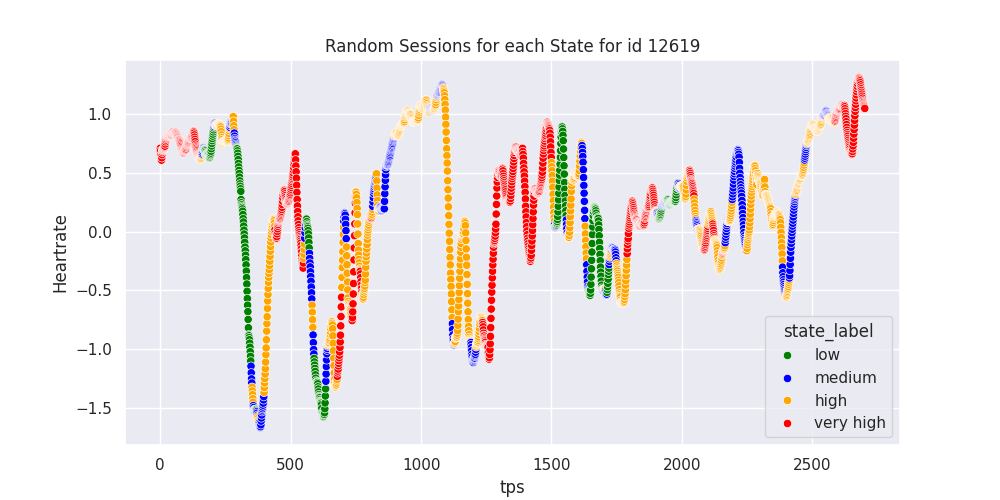 Random Sessions for each State for id 12619
Heartrate
1.0
0.5
0.0
−0.5
−1.0
−1.5
0
500
1000
1500
2000
2500
tps
state_label
low
medium
high
very high